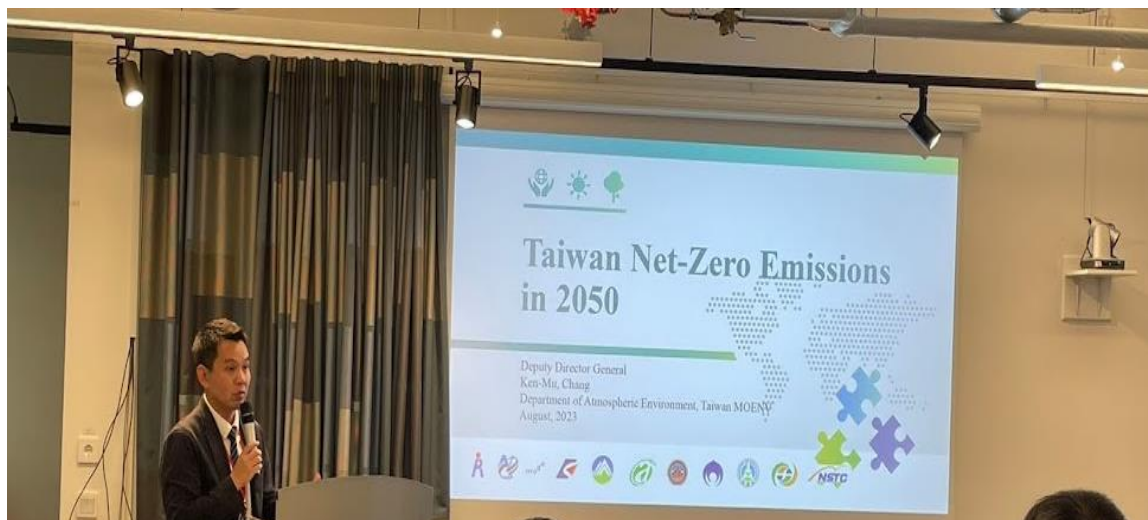 Taiwan Net-Zero Emissions
in 2050
Deputy Director General
Ken-Mu, Chang
Department of Atmospheric Environment, Taiwan MOENV
August, 2023
NSTC